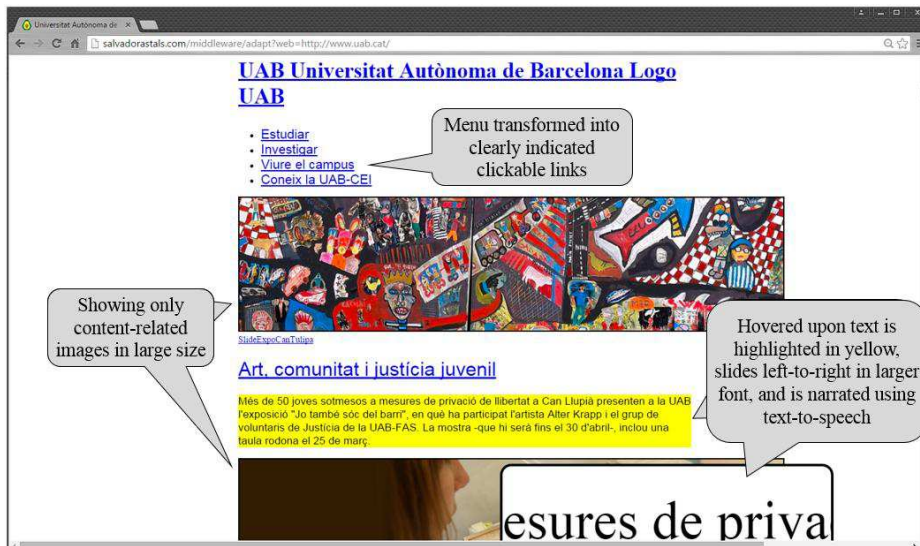 Universitat Autònoma de
salvadorastals.com/middleware/adapt?web=http://www.uab.cat/
UAB Universitat Autònoma de Barcelona Logo
UAB
Estudiar
Investigar
Viure el campus
Coneix la UAB-CEI
Menu transformed into
clearly indicated
clickable links
Showing only
content-related
images in large size
SlideExpoCanTulipa
Art, comunitat i justícia juvenil
Més de 50 joves sotmesos a mesures de privació de llibertat a Can Llupià presenten a la UAB
l'exposició "Jo també sóc del barri", en què ha participat l'artista Alter Krapp i el grup de
voluntaris de Justícia de la UAB-FAS. La mostra -que hi serà fins el 30 d'abril-, inclou una
taula rodona el 25 de març.
Hovered upon text is
highlighted in yellow,
slides left-to-right in larger
font, and is narrated using
text-to-speech
esures de priva